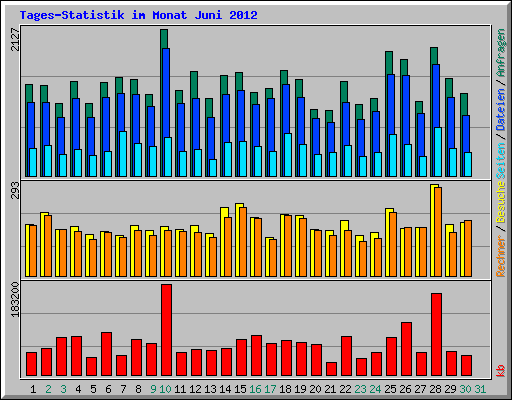 Tages-Statistik im Monat Juni 2012
2127
Seiten / Dateien / Anfragen
293
Rechner / Besuche
183200
kb
1 2 3 4 5 6 7 8 9 10 11 12 13 14 15 16 17 18 19 20 21 22 23 24 25 26 27 28 29 30 31